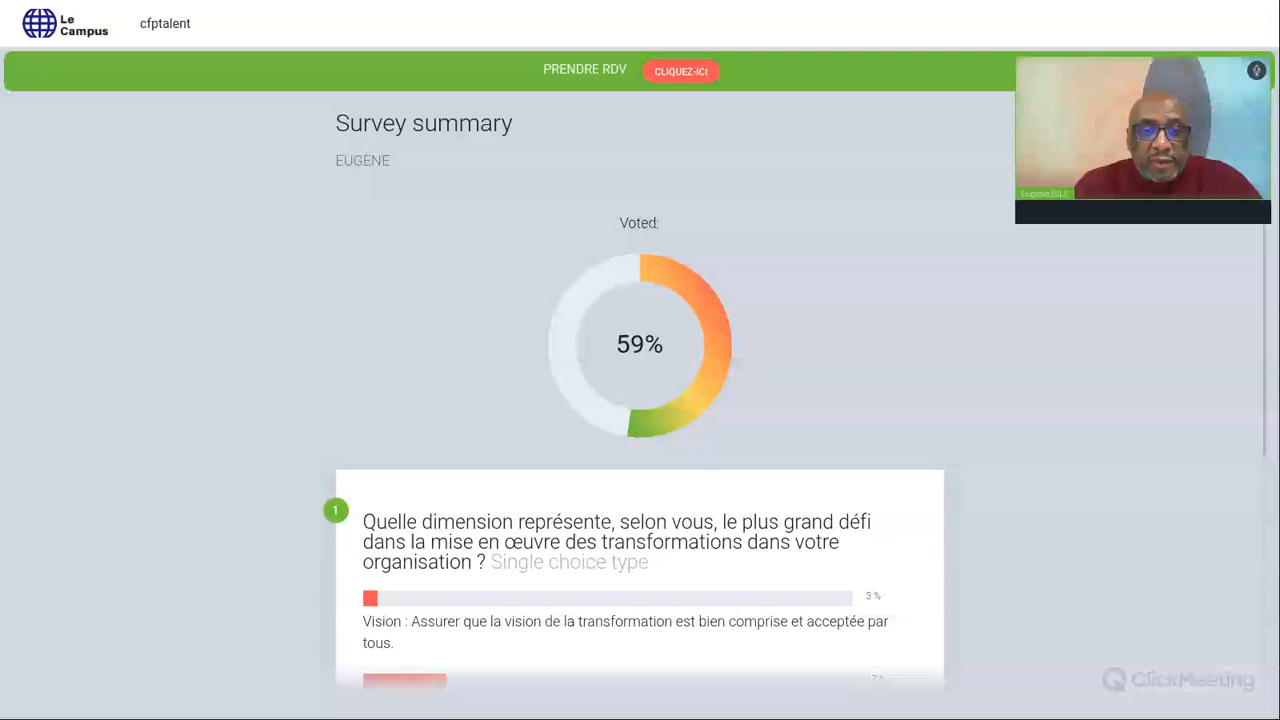 Le
Campus
cfptalent
PRENDRE RDV
CLIQUEZ-ICI
Survey summary
EUGÈNE
Eugène BILL
Voted:
59%
1
Quelle dimension représente, selon vous, le plus grand défi
dans la mise en œuvre des transformations dans votre
organisation ? Single choice type
3 %
Vision : Assurer que la vision de la transformation est bien comprise et acceptée par
tous.
ClickMeeting